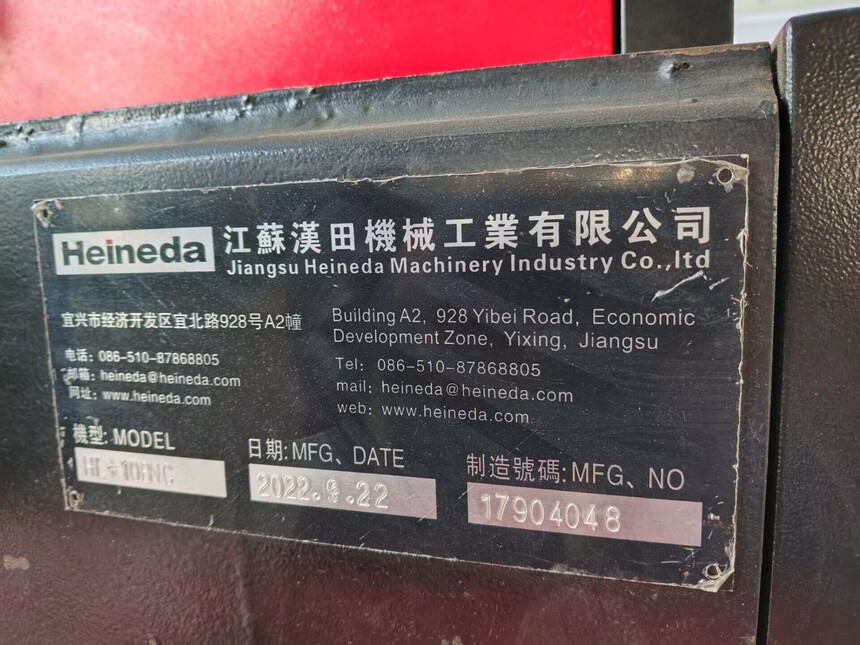 Heineda
江蘇漢田機械工業有限公司
Jiangsu Heineda Machinery Industry Co.,ltd
宜兴市经济开发区宜北路928号A2幢
电话: 086-510-87868805
邮箱: heineda@heineda.com
网址: www.heineda.com
Building A2, 928 Yibei Road, Economic
Development Zone, Yixing, Jiangsu
Tel: 086-510-87868805
mail: heineda@heineda.com
web: www.heineda.com
機型: MODEL
日期: MFG、DATE
2022.9.22
制造號碼: MFG、NO
17904048